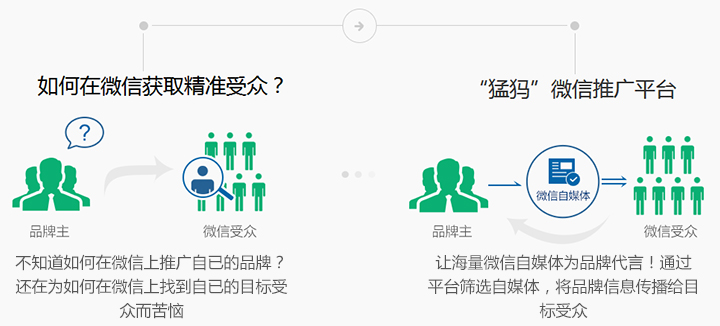 如何在微信获取精准受众？
?
品牌主
微信受众
不知道如何在微信上推广自已的品牌？
还在为如何在微信上找到自已的目标受
众而苦恼
“猛犸”微信推广平台
微信自媒体
品牌主
微信受众
让海量微信自媒体为品牌代言！通过
平台筛选自媒体，将品牌信息传播给目
标受众